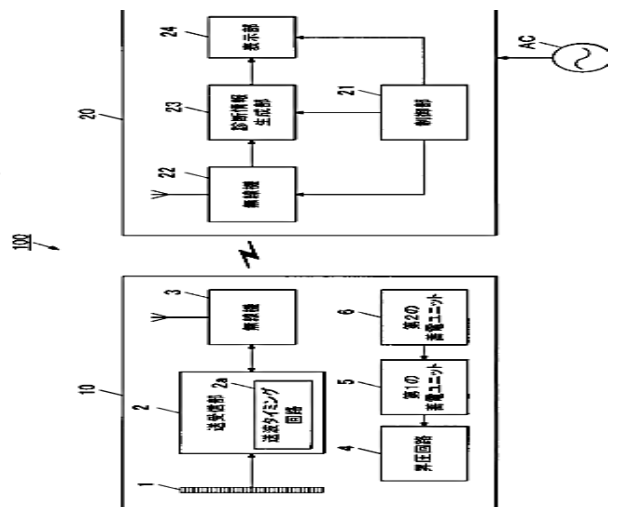 100
10
20
1
2
3
22
23
24
送受信部
2a
送波タイミング
回路
無線機
無線機
診断情報
生成部
表示部
4
5
6
21
昇圧回路
第1の
蓄電ユニット
第2の
蓄電ユニット
制御部
AC